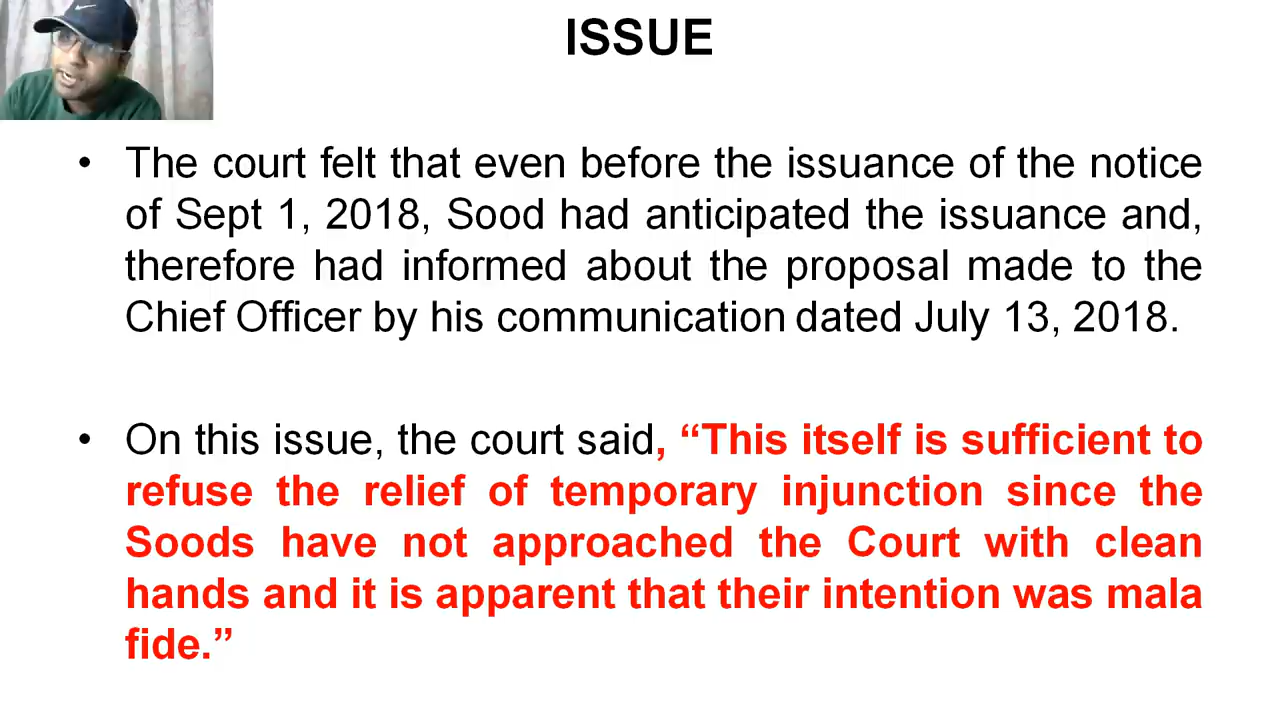 ISSUE
• The court felt that even before the issuance of the notice
of Sept 1, 2018, Sood had anticipated the issuance and,
therefore had informed about the proposal made to the
Chief Officer by his communication dated July 13, 2018.
• On this issue, the court said, “This itself is sufficient to
refuse the relief of temporary injunction since the
Soods have not approached the Court with clean
hands and it is apparent that their intention was mala
fide.”